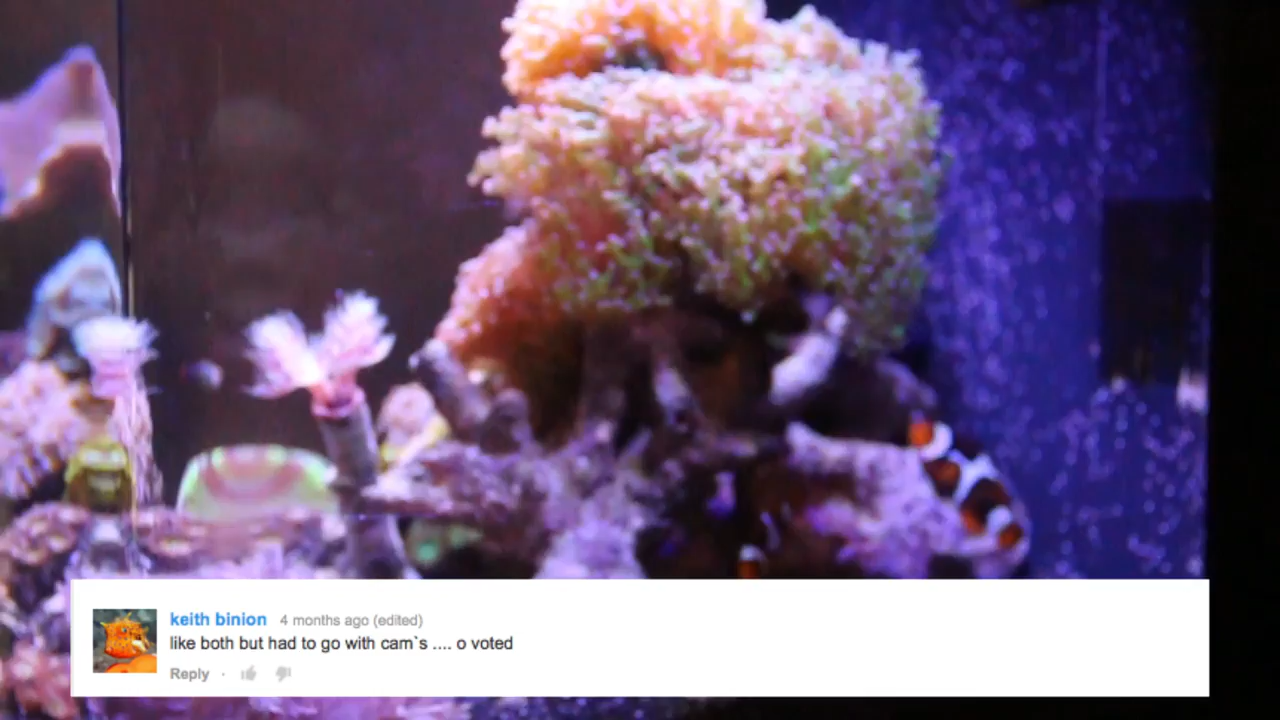 keith binion 4 months ago (edited)
like both but had to go with cam`s .... o voted
Reply ·